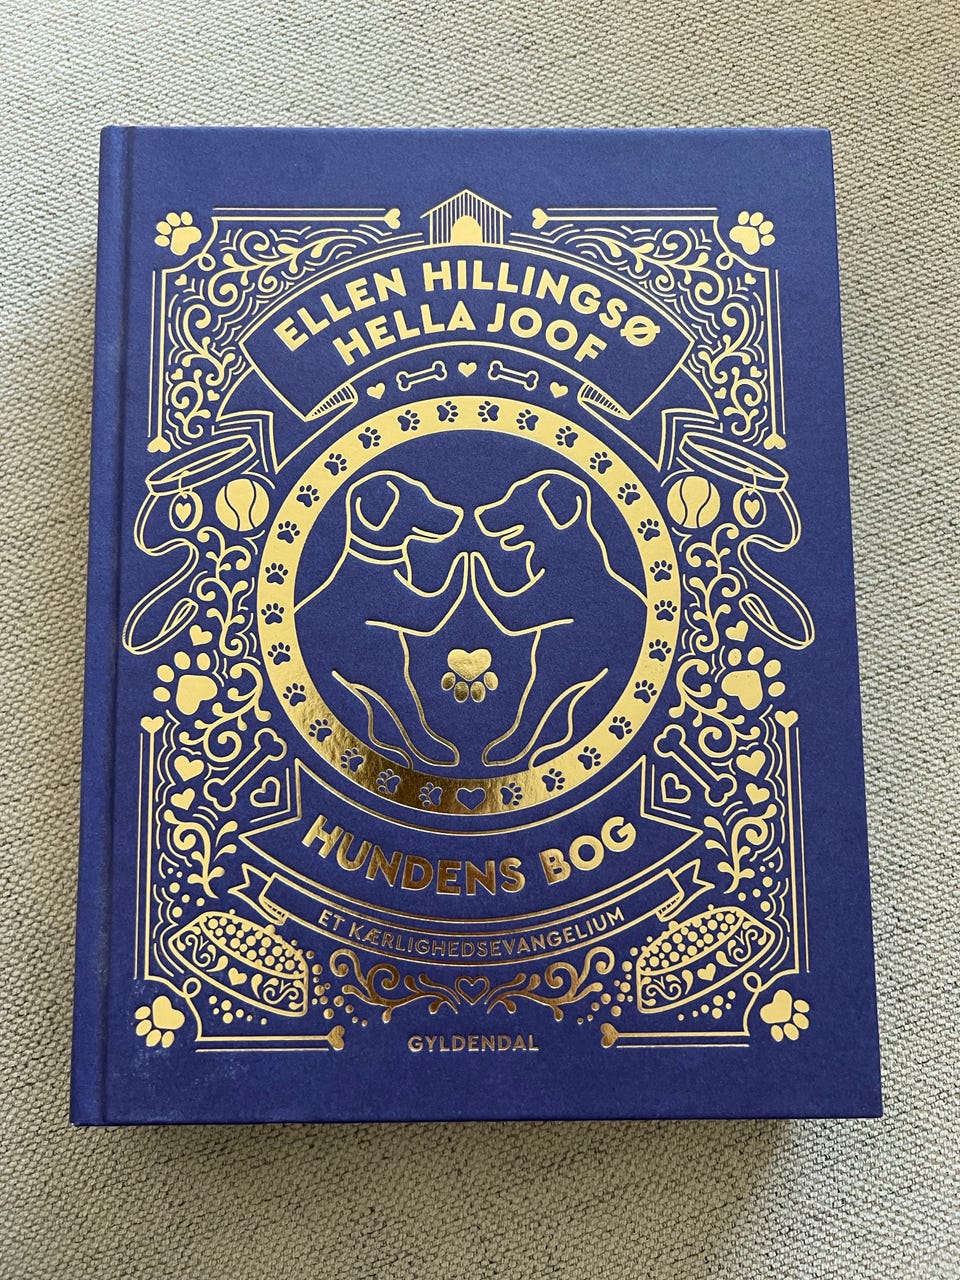 ELLEN HILLINGSØ
HELLA JOOF
HUNDENS BOG
ET KÆRLIGHEDSEVANGELIUM
GYLDENDAL